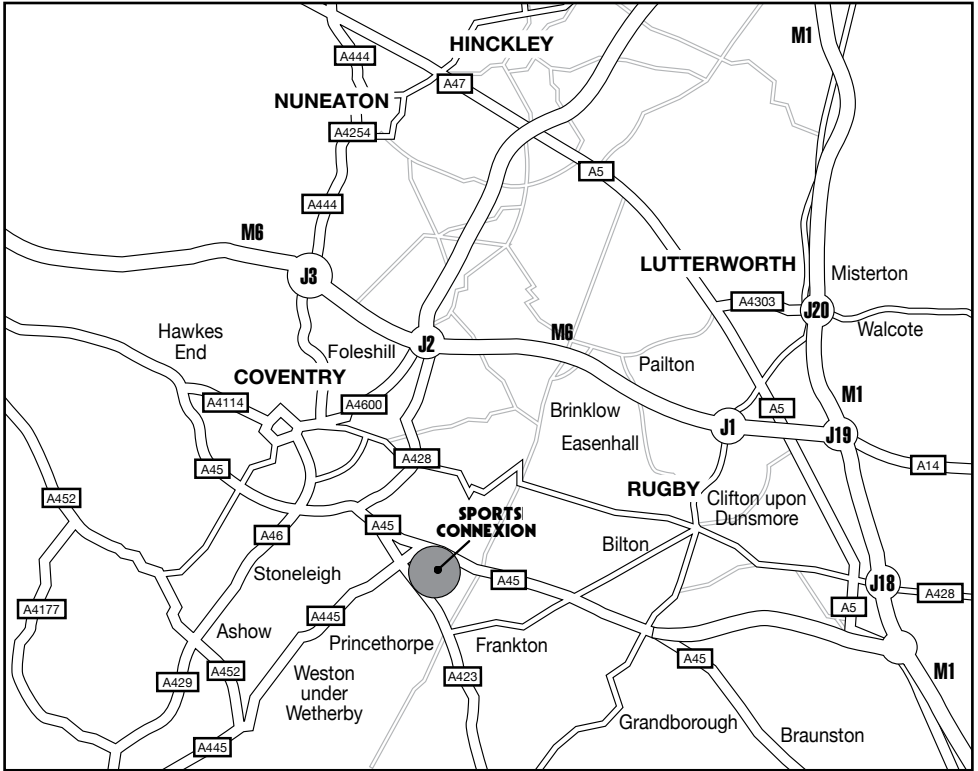 M1
HINCKLEY
A444
A47
NUNEATON
A4254
A5
A444
M6
LUTTERWORTH
Misterton
J3
A4303
J20
Walcote
Hawkes
End
Foleshill
J2
M6
Pailton
COVENTRY
M1
A4114
A4600
Brinklow
A5
J1
J19
Easenhall
A428
A45
A14
RUGBY
Clifton upon
Dunsmore
A452
SPORTS
CONNEXION
A45
A46
Bilton
Stoneleigh
A45
J18
A428
A4177
A445
A5
Ashow
Princethorpe
Frankton
A452
A429
Weston
under
Wetherby
A423
A45
M1
Grandborough
Braunston
A445